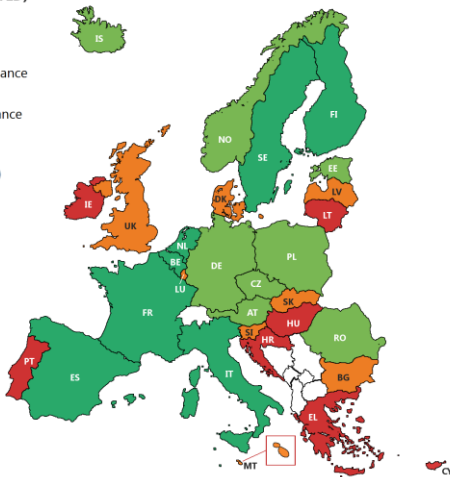 ance
nce
)
IS
FI
NO
SE
EE
LV
LT
DK
IE
UK
NL
BE
LU
DE
PL
CZ
SK
AT
HU
FR
SI
HR
RO
BG
IT
PT
ES
EL
MT
CY